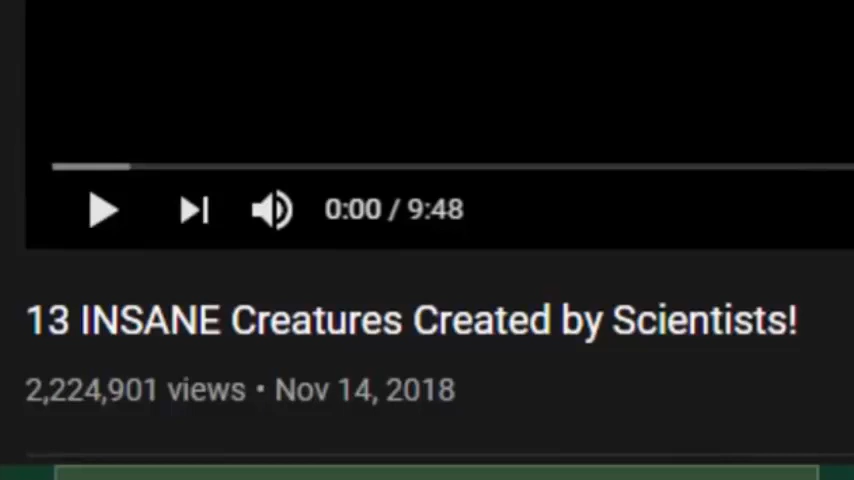 0:00 / 9:48
13 INSANE Creatures Created by Scientists!
2,224,901 views • Nov 14, 2018